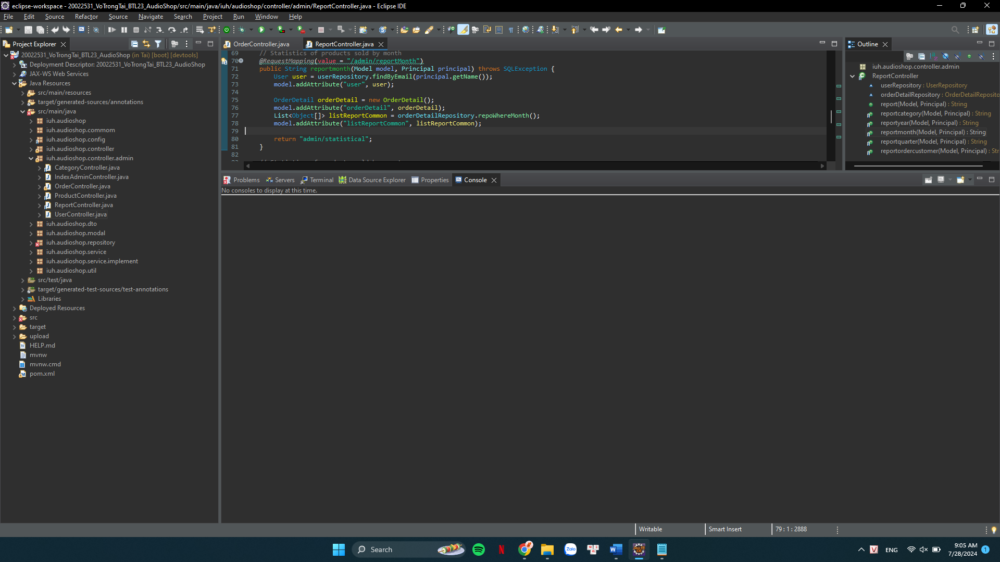 eclipse-workspace - 20022531_VoTrongTai_BTL23_AudioShop/src/main/java/iuh/audioshop/controller/admin/ReportController.java - Eclipse IDE
File Edit Source Refactor Source Navigate Search Project Run Window Help
Project Explorer
20022531_VoTrongTai_BTL23_AudioShop (in Tai) [boot] [devtools]
Deployment Descriptor: 20022531_VoTrongTai_BTL23_AudioShop
JAX-WS Web Services
Java Resources
src/main/resources
target/generated-sources/annotations
src/main/java
iuh.audioshop
iuh.audioshop.commom
iuh.audioshop.config
iuh.audioshop.controller
iuh.audioshop.controller.admin
CategoryController.java
IndexAdminController.java
OrderController.java
ProductController.java
ReportController.java
UserController.java
iuh.audioshop.dto
iuh.audioshop.modal
iuh.audioshop.repository
iuh.audioshop.service
iuh.audioshop.service.implement
iuh.audioshop.util
src/test/java
target/generated-test-sources/test-annotations
Libraries
Deployed Resources
src
target
upload
HELP.md
mvnw
mvnw.cmd
pom.xml
OrderController.java ReportController.java
69 // Statistics of products sold by month
70 @RequestMapping(value = "/admin/reportMonth")
71 public String reportmonth(Model model, Principal principal) throws SQLException {
72 User user = userRepository.findByEmail(principal.getName());
73 model.addAttribute("user", user);
74
75 OrderDetail orderDetail = new OrderDetail();
76 model.addAttribute("orderDetail", orderDetail);
77 List<Object[]> listReportCommon = orderDetailRepository.repoWhereMonth();
78 model.addAttribute("listReportCommon", listReportCommon);
79
80 return "admin/statistical";
81 }
82
Outline
iuh.audioshop.controller.admin
ReportController
userRepository : UserRepository
orderDetailRepository : OrderDetailReposito
report(Model, Principal) : String
reportcategory(Model, Principal) : String
reportyear(Model, Principal) : String
reportmonth(Model, Principal) : String
reportquarter(Model, Principal) : String
reportordercustomer(Model, Principal) : Str
Problems Servers Terminal Data Source Explorer Properties Console
No consoles to display at this time.
Writable Smart Insert 79 : 1 : 2888
Search
Zalo
ENG
9:05 AM
7/28/2024
1